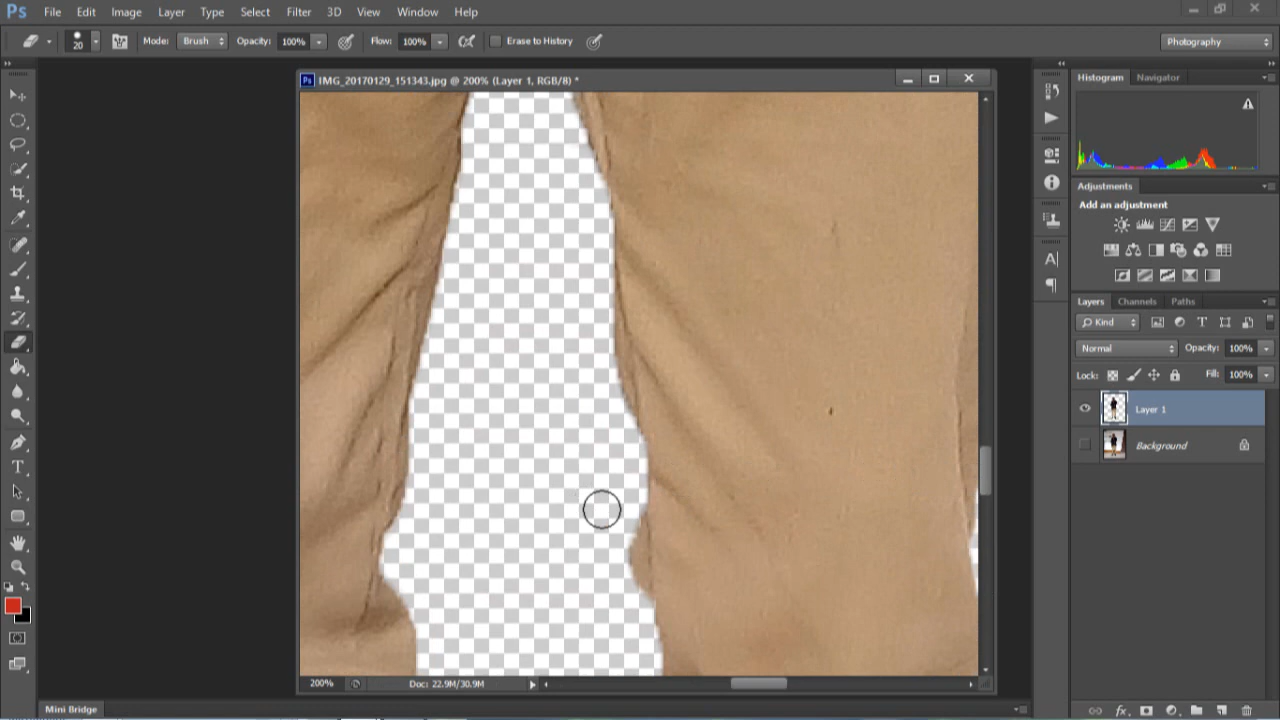 Ps File Edit Image Layer Type Select Filter 3D View Window Help
20 Mode: Brush Opacity: 100% Flow: 100% Erase to History Photography
Ps IMG_20170129_151343.jpg @ 200% (Layer 1, RGB/8) *
Histogram Navigator
Adjustments
Add an adjustment
Layers Channels Paths
Kind
Normal Opacity: 100%
Lock: Fill: 100%
Layer 1
Background
200% Doc: 22.9M/30.9M
Mini Bridge